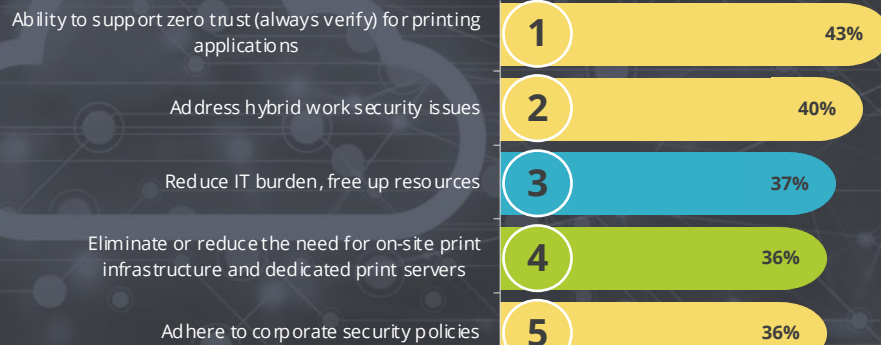 Ability to support zero trust (always verify) for printing
applications
1
43%
Address hybrid work security issues
2
40%
Reduce IT burden, free up resources
3
37%
Eliminate or reduce the need for on-site print
infrastructure and dedicated print servers
4
36%
Adhere to corporate security policies
5
36%